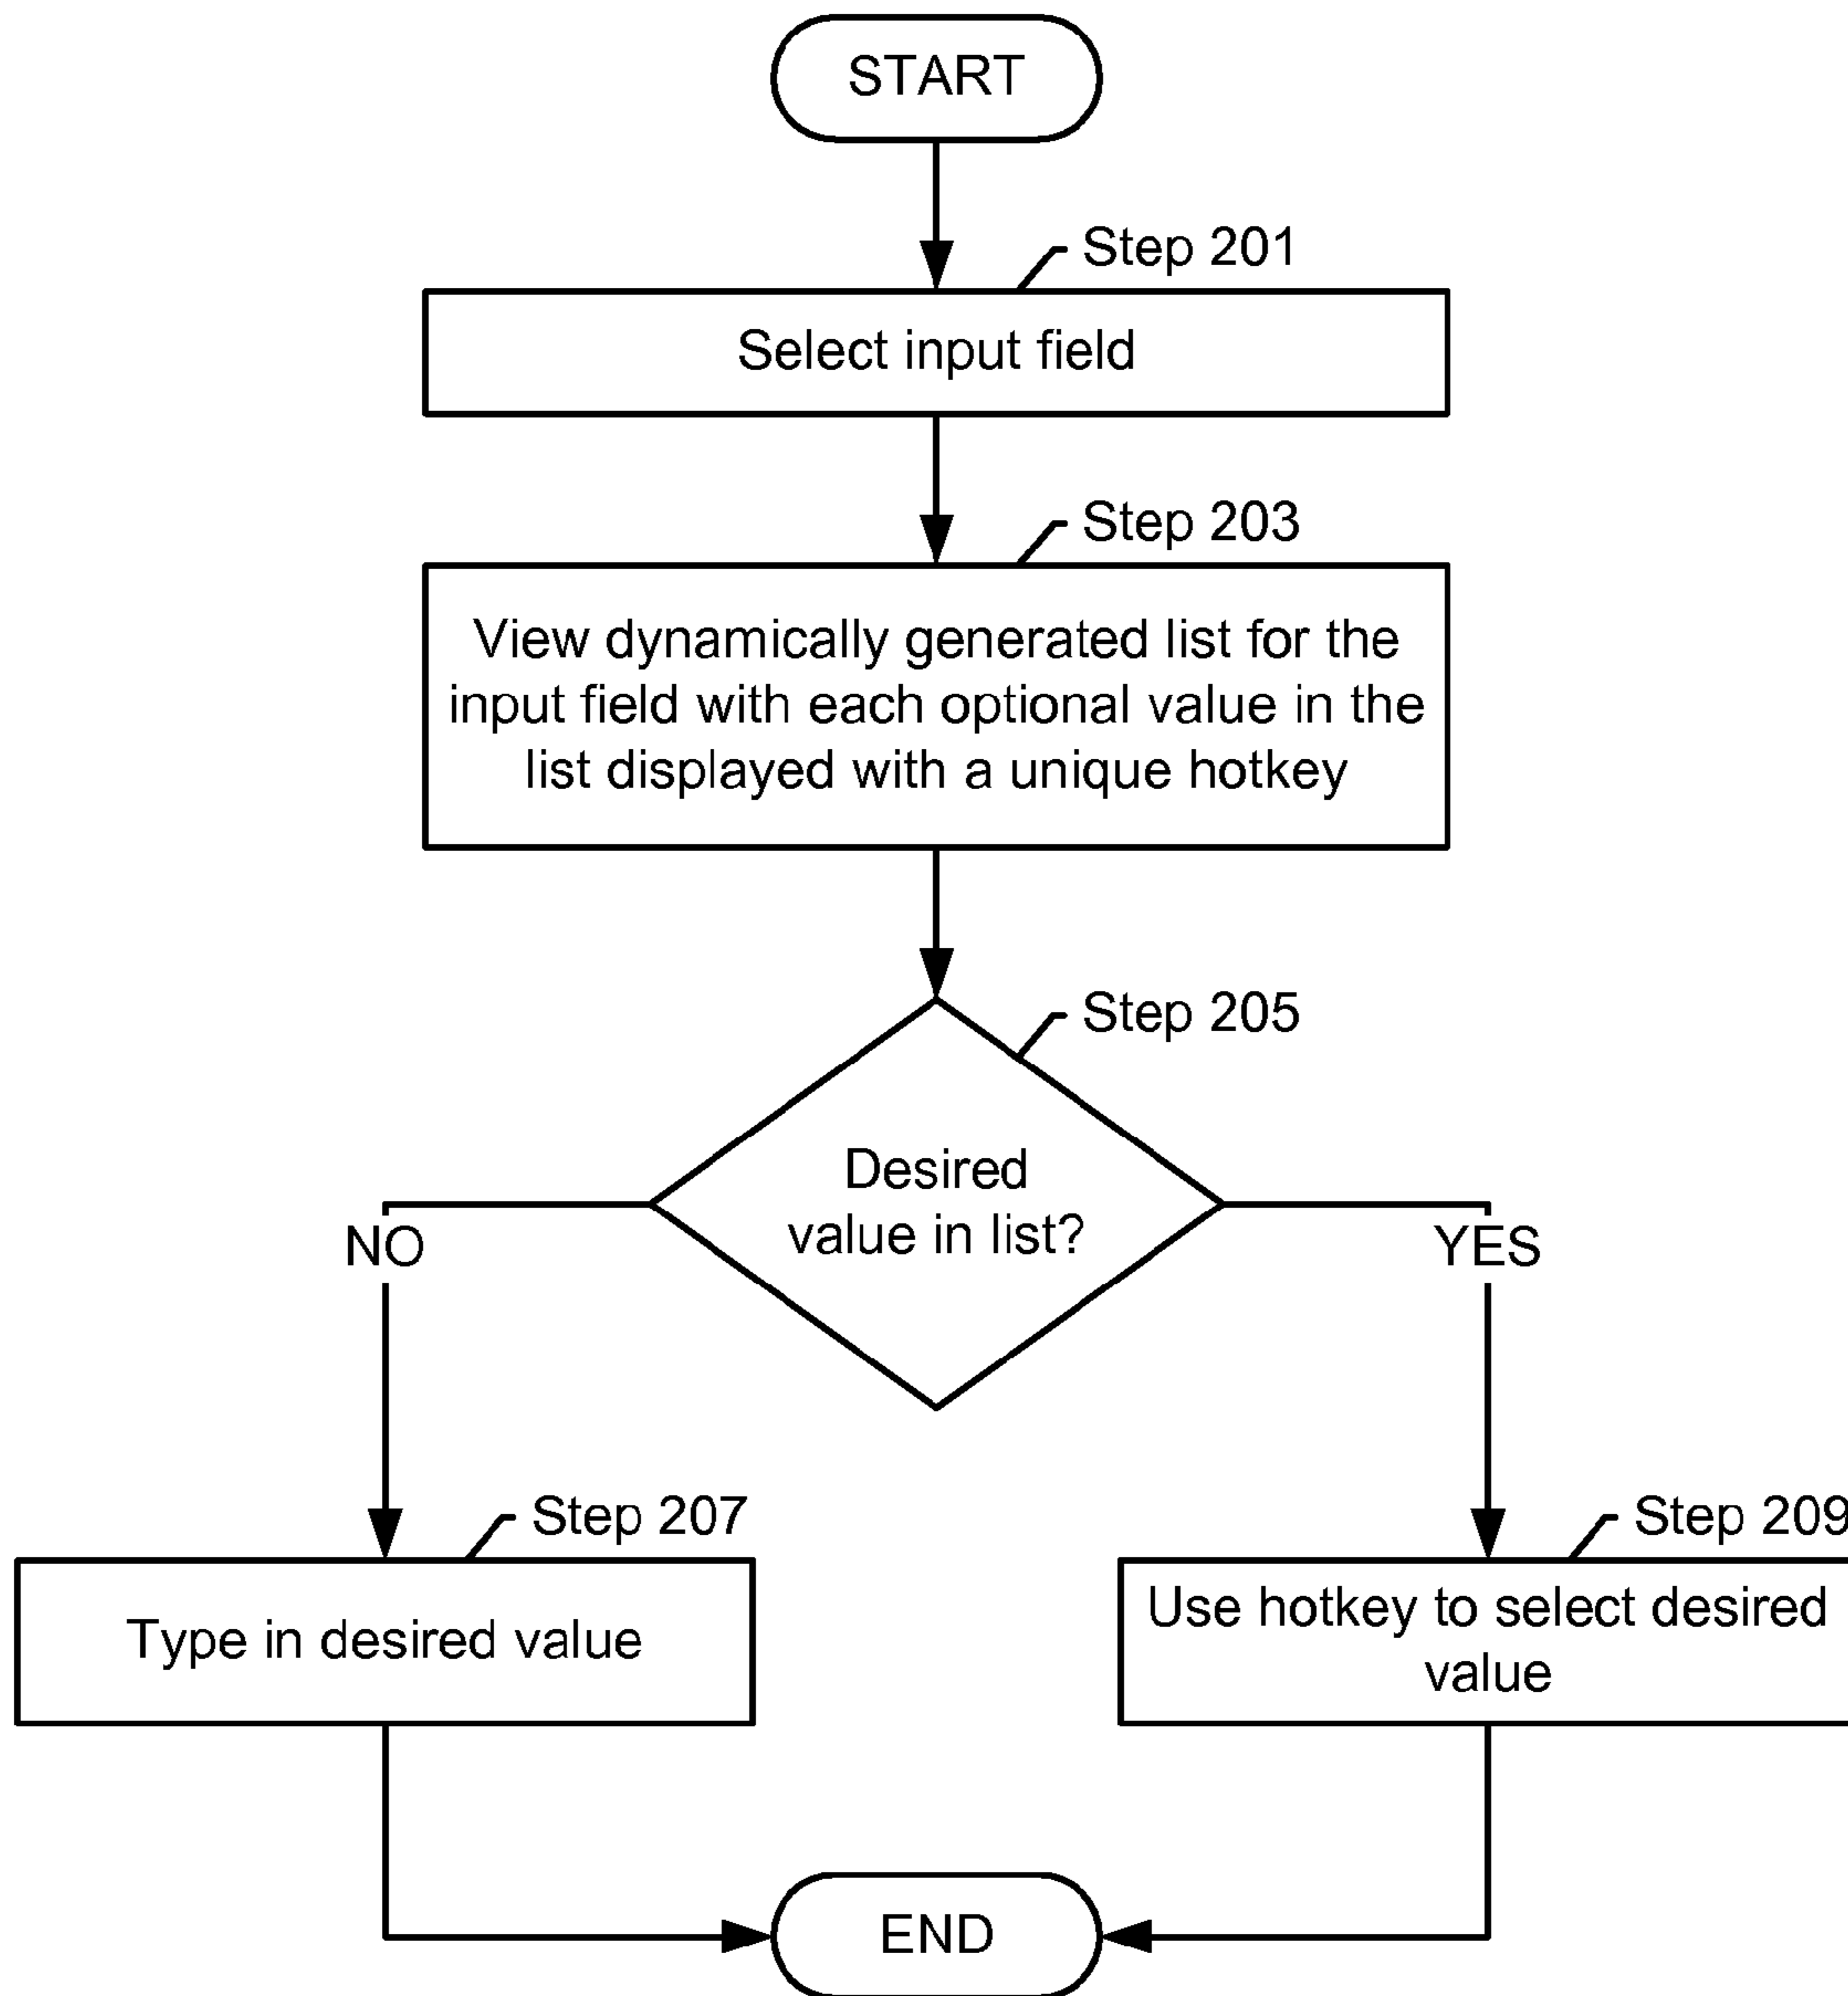 START
Step 201
Select input field
Step 203
View dynamically generated list for the
input field with each optional value in the
list displayed with a unique hotkey
Step 205
Desired
value in list?
NO
YES
Step 207
Type in desired value
Step 209
Use hotkey to select desired
value
END